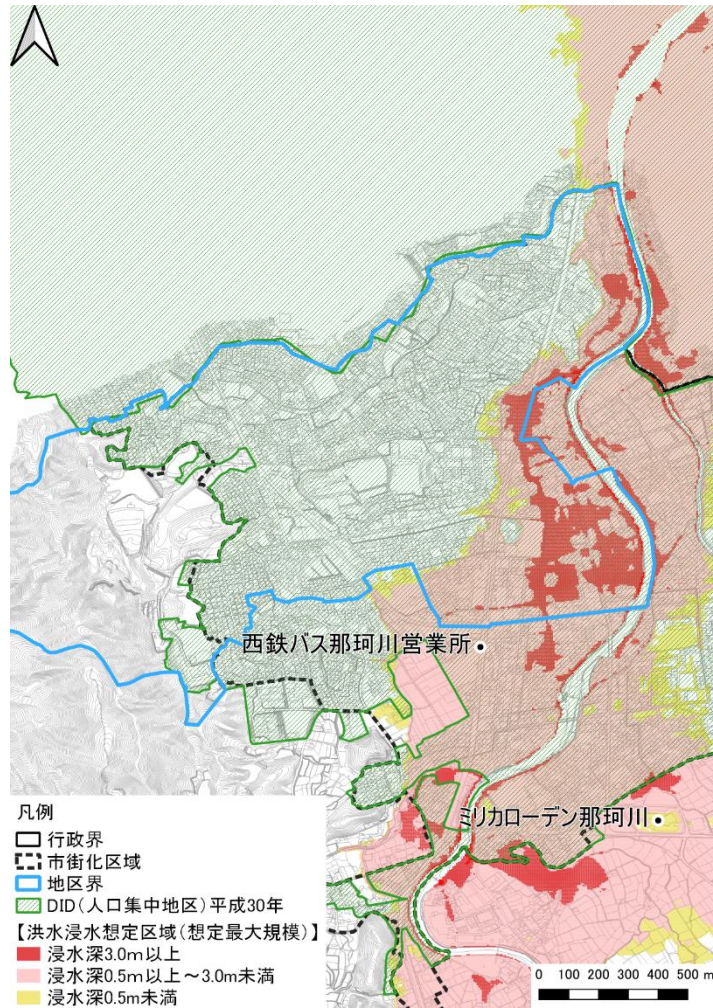 西鉄バス那珂川営業所
ミリカローデン那珂川
凡例
行政界
市街化区域
地区界
DID(人口集中地区)平成30年
【洪水浸水想定区域(想定最大規模)】
浸水深3.0m以上
浸水深0.5m以上~3.0m未満
浸水深0.5m未満
0 100 200 300 400 500 m